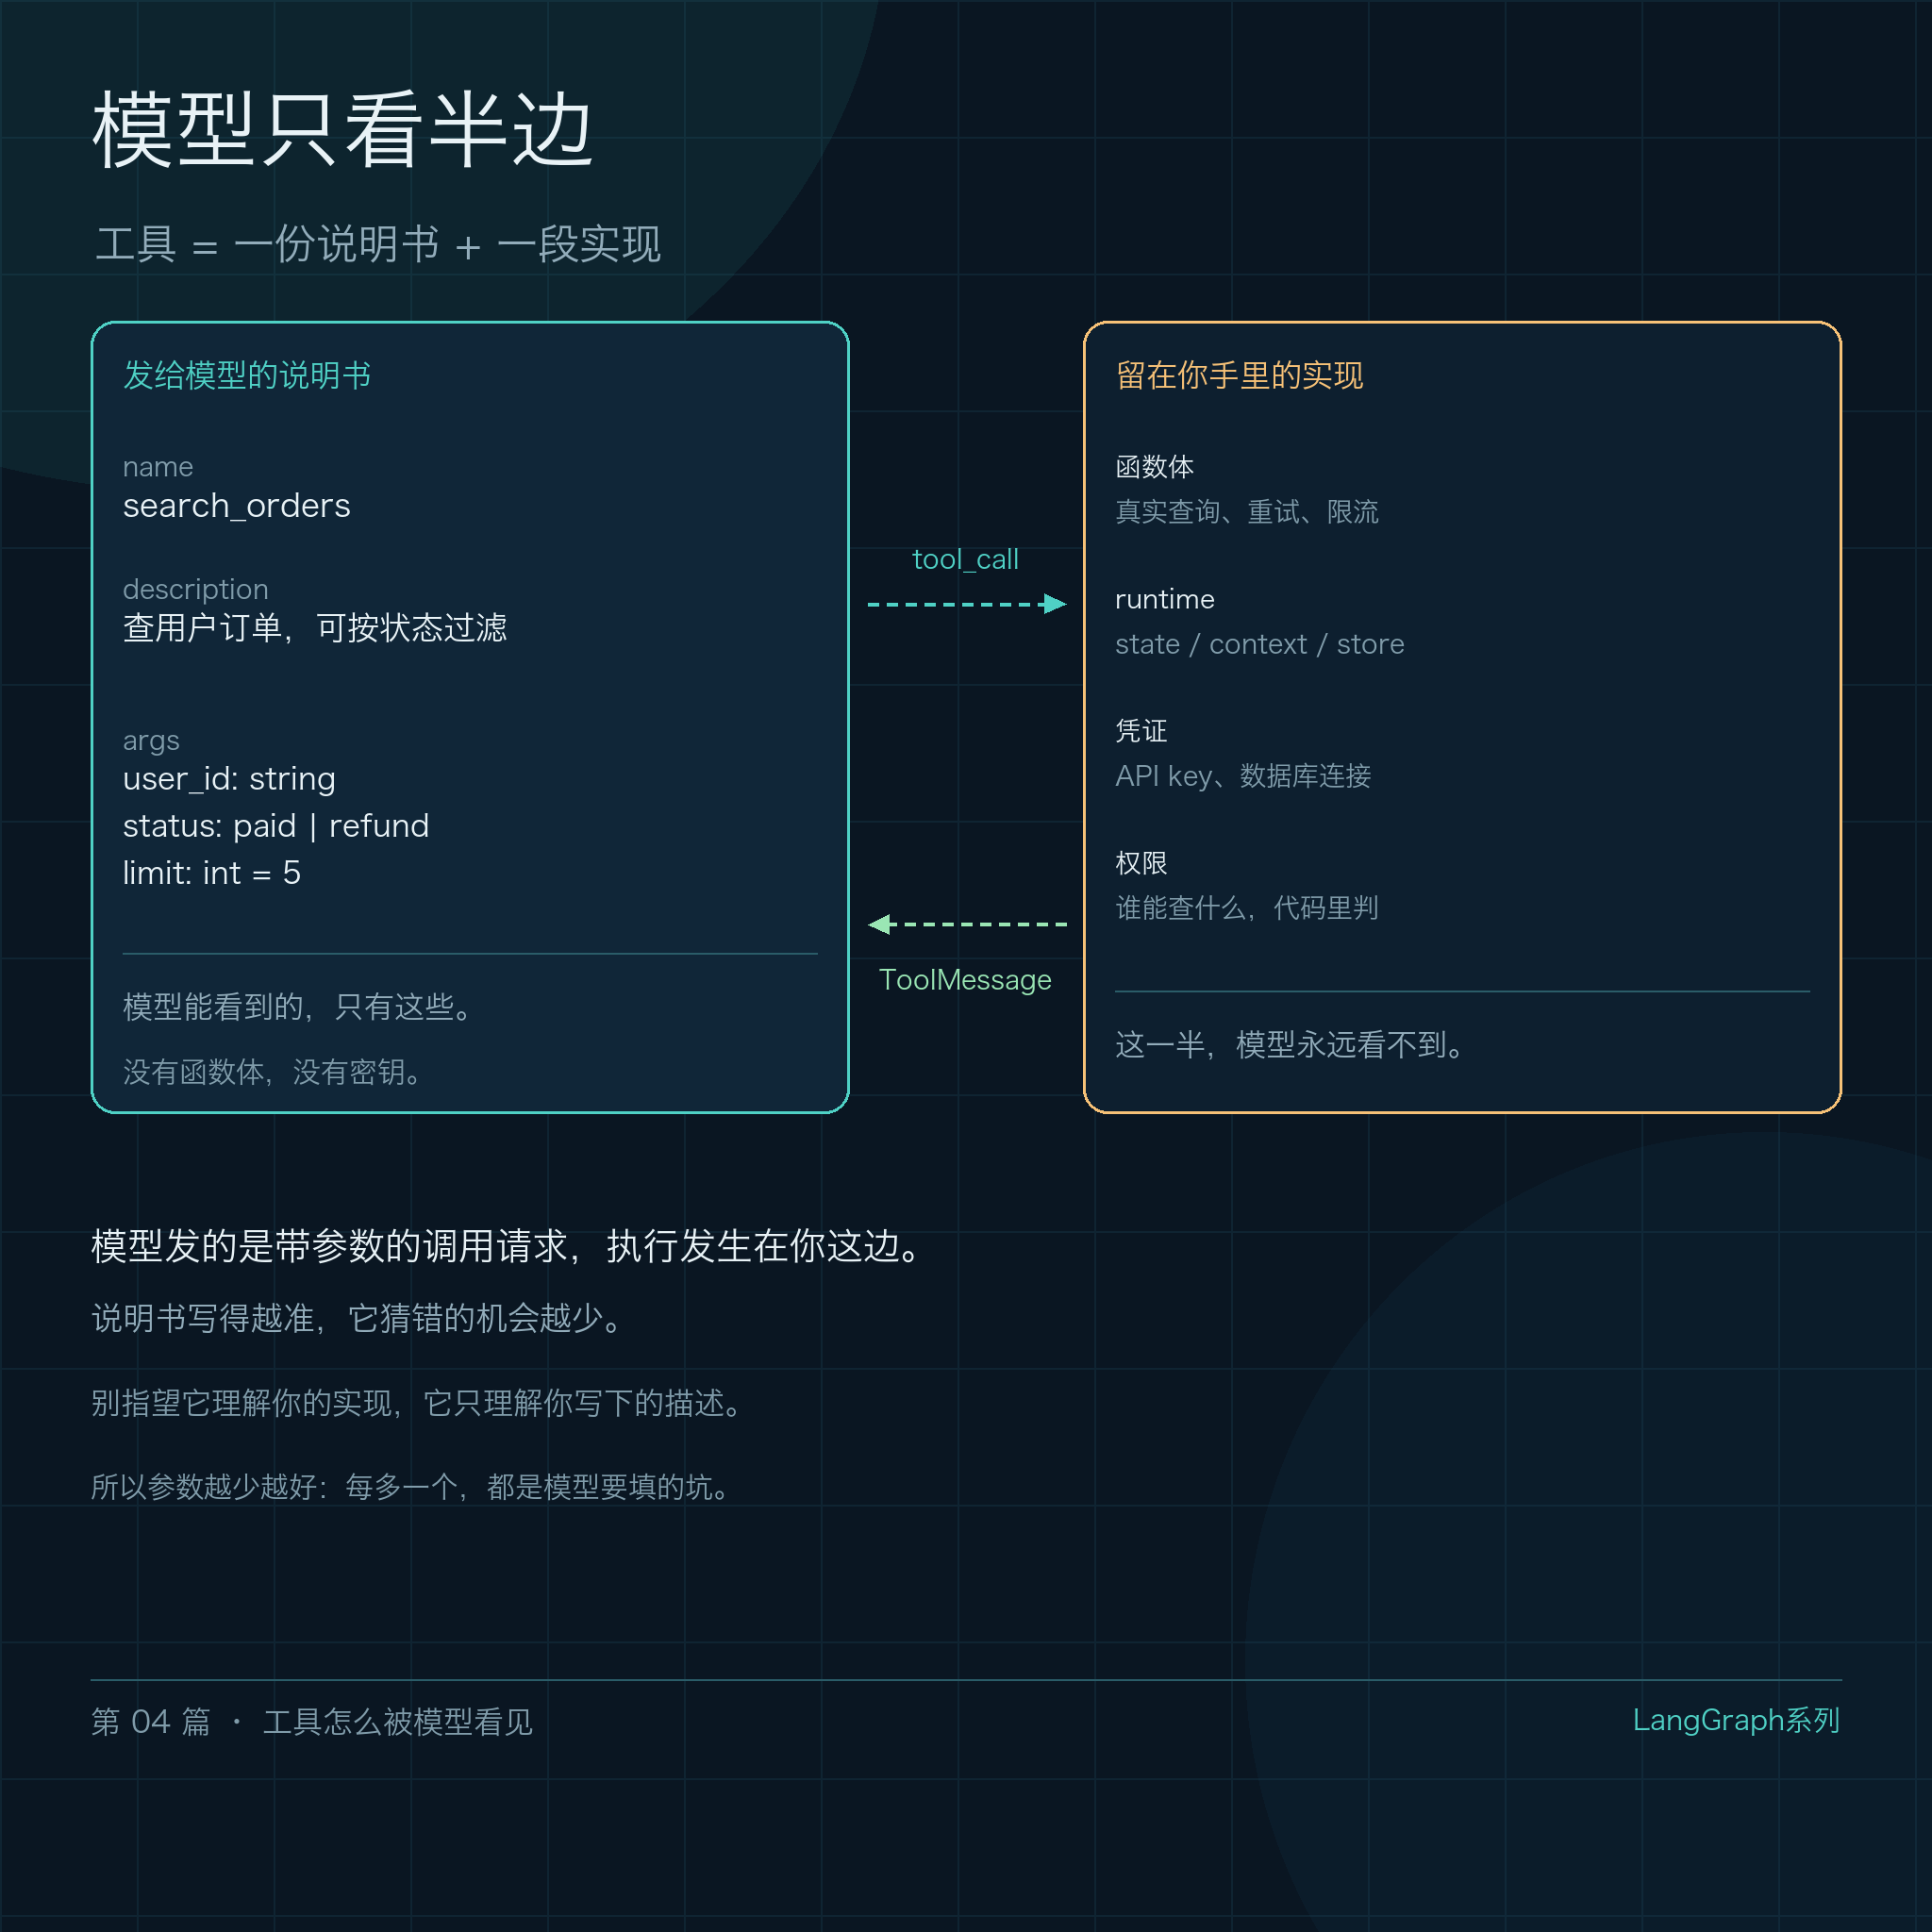 模型只看半边
工具 = 一份说明书 + 一段实现
发给模型的说明书
name
search_orders
description
查用户订单，可按状态过滤
args
user_id: string
status: paid | refund
limit: int = 5
模型能看到的，只有这些。
没有函数体，没有密钥。
tool_call
ToolMessage
留在你手里的实现
函数体
真实查询、重试、限流
runtime
state / context / store
凭证
API key、数据库连接
权限
谁能查什么，代码里判
这一半，模型永远看不到。
模型发的是带参数的调用请求，执行发生在你这边。
说明书写得越准，它猜错的机会越少。
别指望它理解你的实现，它只理解你写下的描述。
所以参数越少越好：每多一个，都是模型要填的坑。
第 04 篇 · 工具怎么被模型看见
LangGraph系列